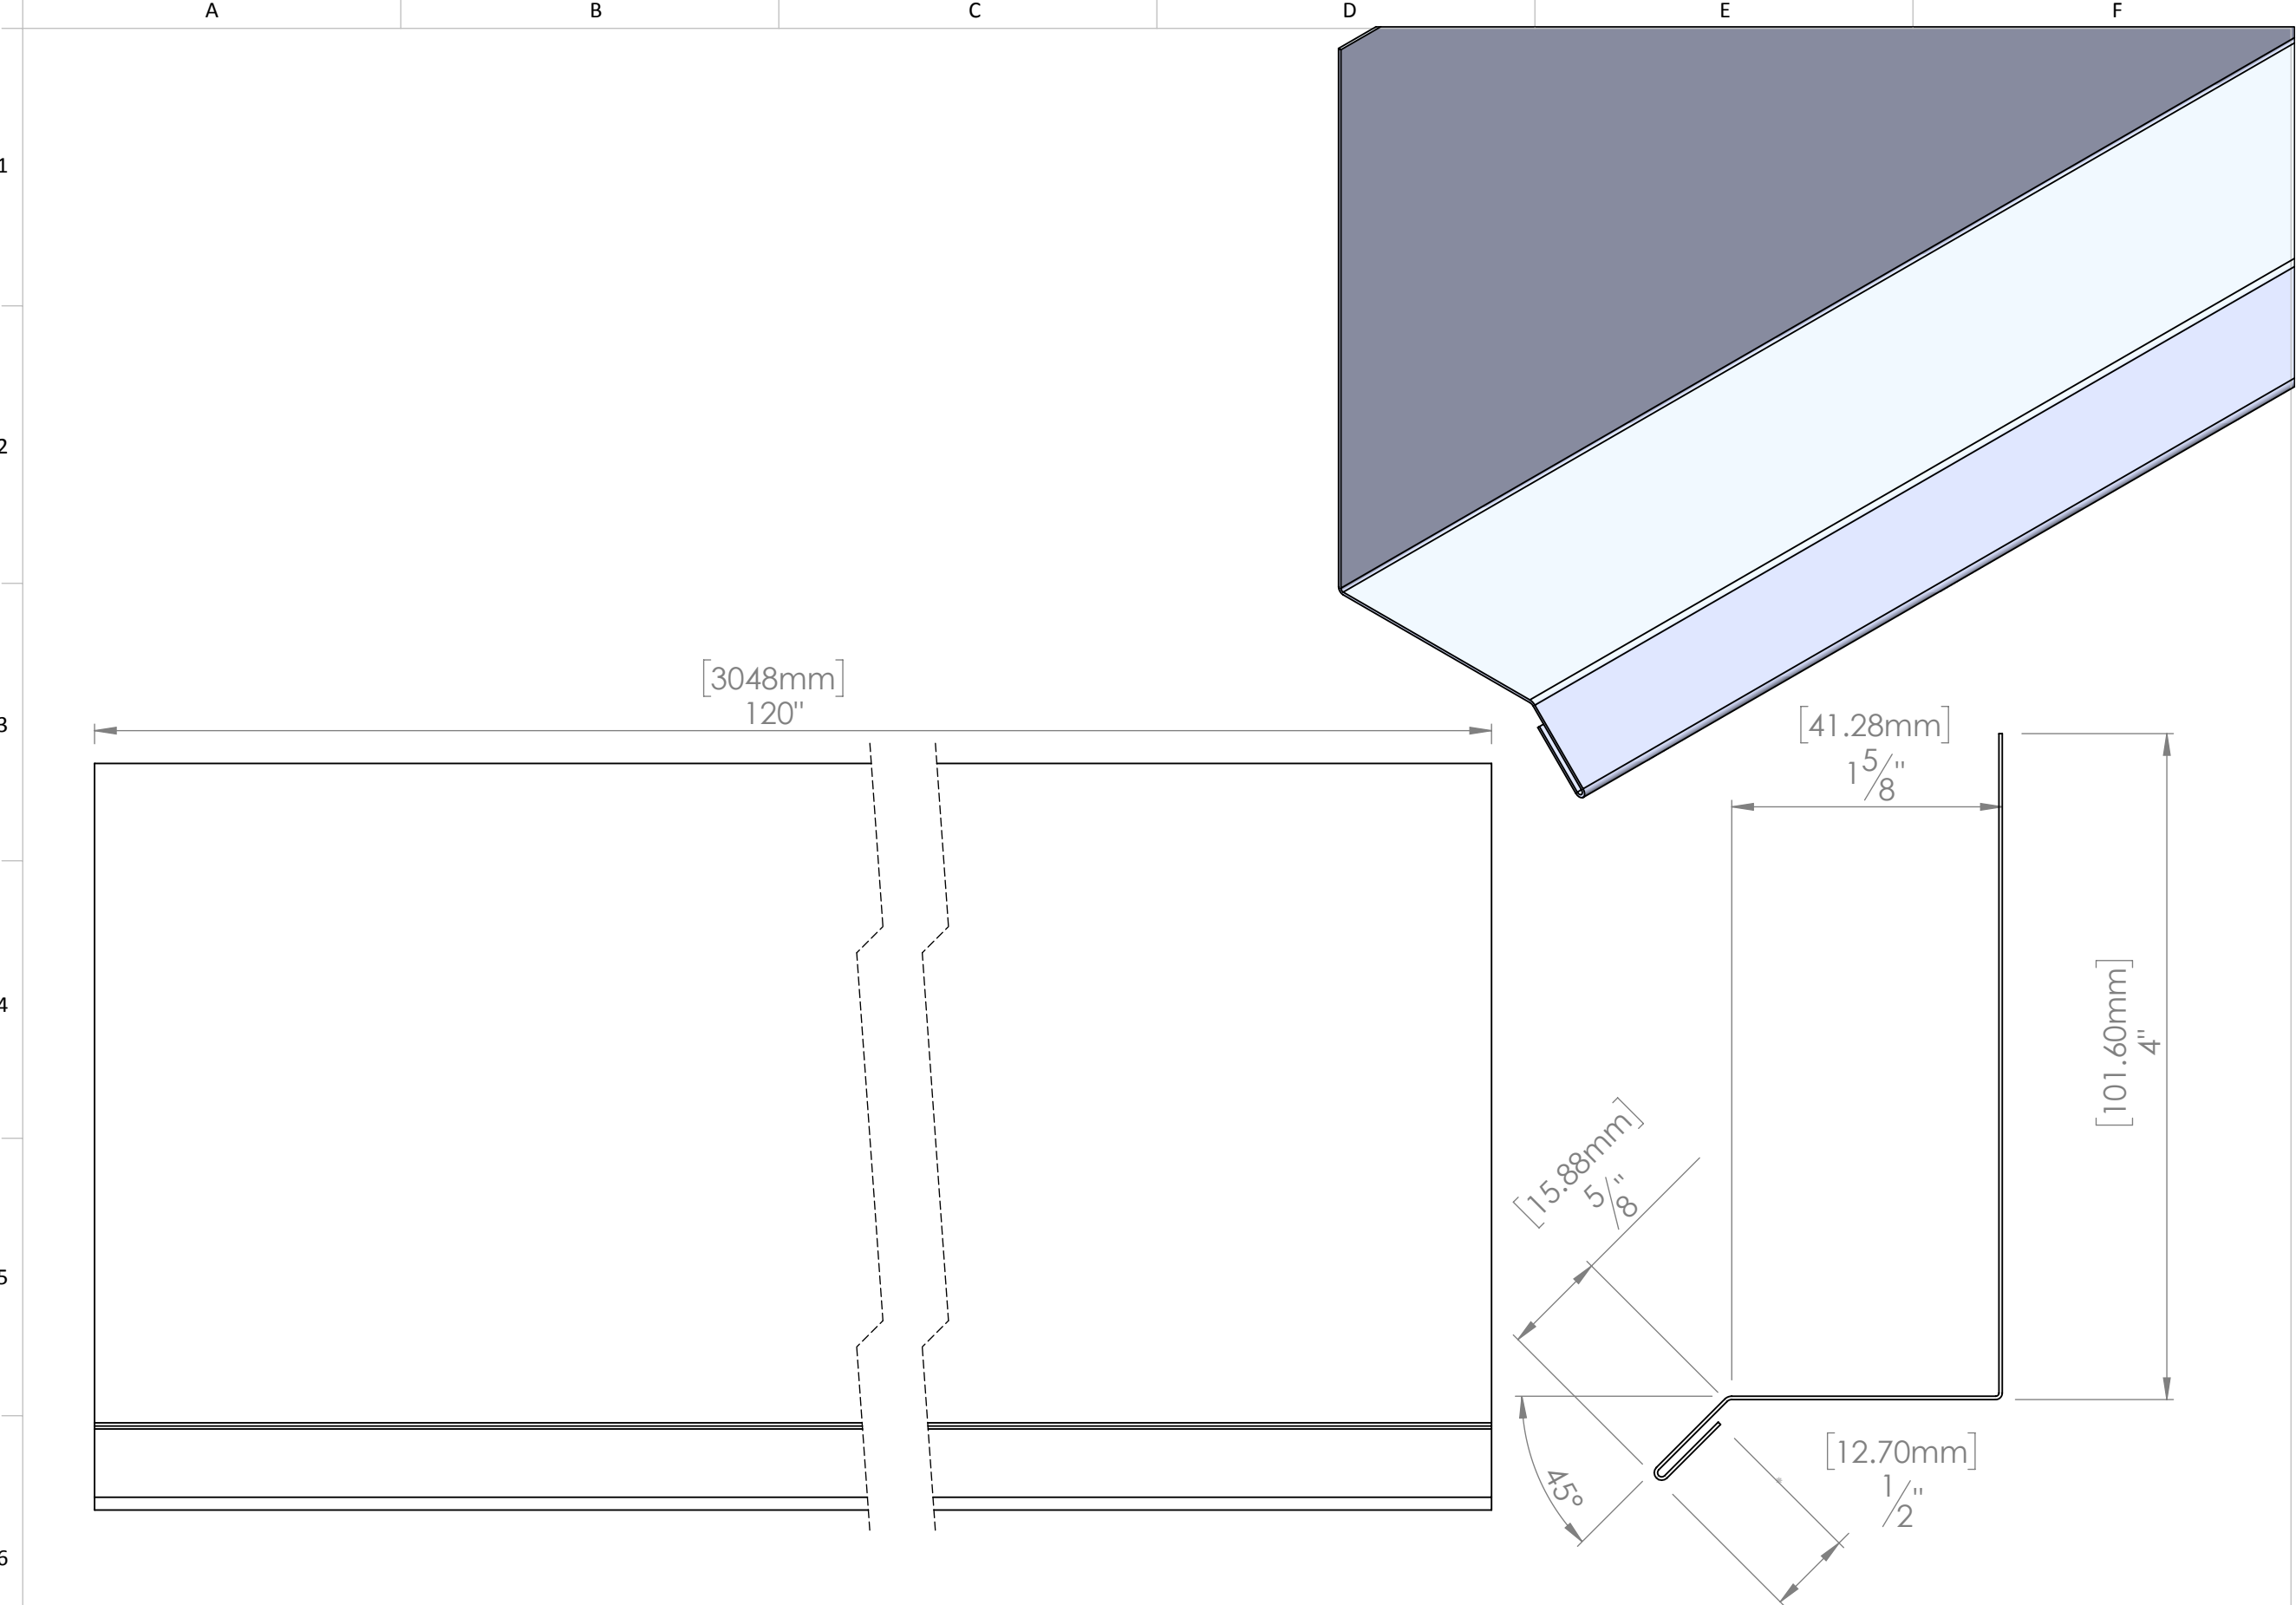 A B C D E F
1
2
3
4
5
6
[3048mm]
120"
[41.28mm]
1 5/8"
[101.60mm]
4"
[15.88mm]
5/8"
45°
[12.70mm]
1/2"